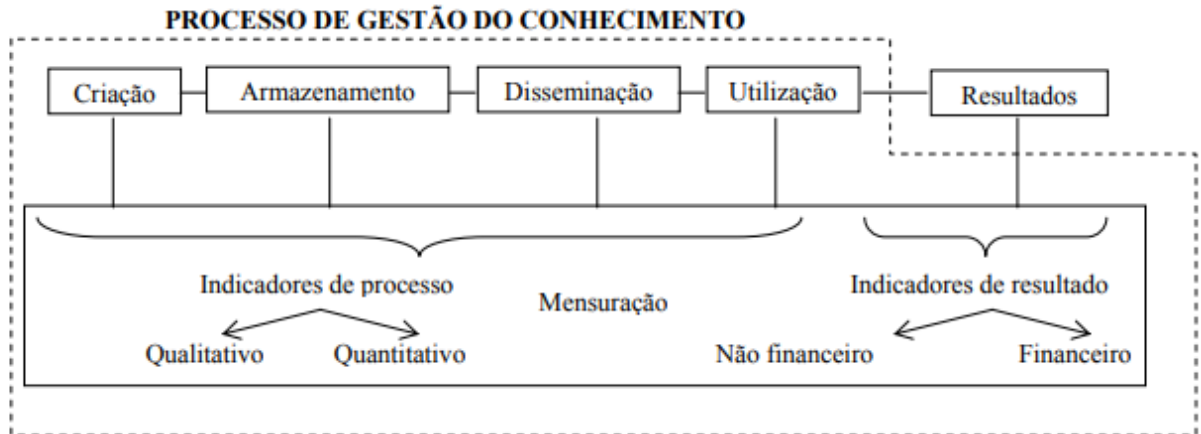 PROCESSO DE GESTÃO DO CONHECIMENTO
Criação
Armazenamento
Disseminação
Utilização
Resultados
Indicadores de processo
Mensuração
Indicadores de resultado
Qualitativo
Quantitativo
Não financeiro
Financeiro